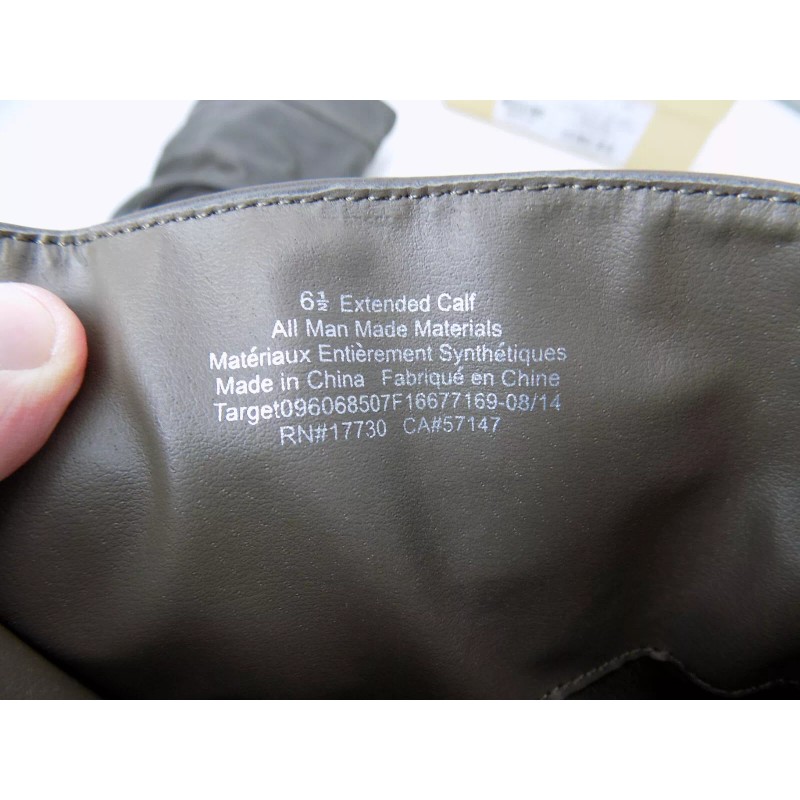 6½ Extended Calf
All Man Made Materials
Matériaux Entièrement Synthétiques
Made in China Fabriqué en Chine
Target096068507F16677169-08/14
RN#17730 CA#57147